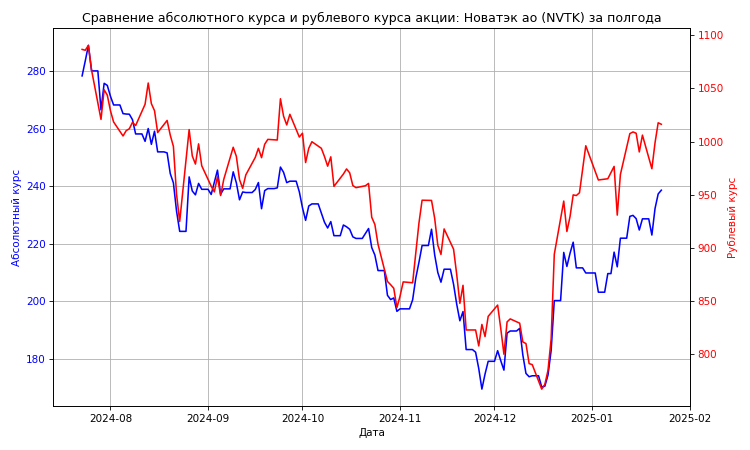 Сравнение абсолютного курса и рублевого курса акции: Новатэк ао (NVTK) за полгода
Абсолютный курс
280
260
240
220
200
180
1100
1050
1000
950
900
850
800
Рублевый курс
2024-08 2024-09 2024-10 2024-11 2024-12 2025-01 2025-02
Дата